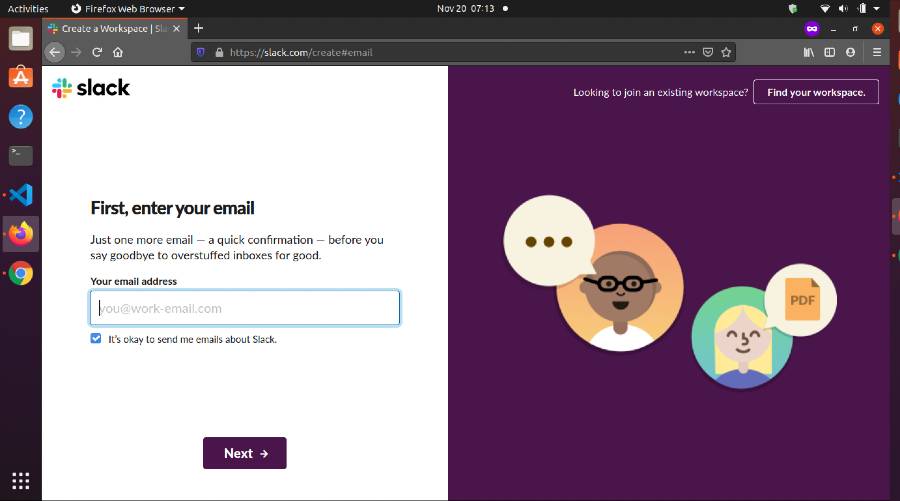 Activities
Firefox Web Browser
Nov 20 07:13
Create a Workspace | Sla
https://slack.com/create#email
slack
Looking to join an existing workspace?
Find your workspace.
First, enter your email
Just one more email — a quick confirmation — before you
say goodbye to overstuffed inboxes for good.
Your email address
you@work-email.com
It's okay to send me emails about Slack.
Next →
PDF